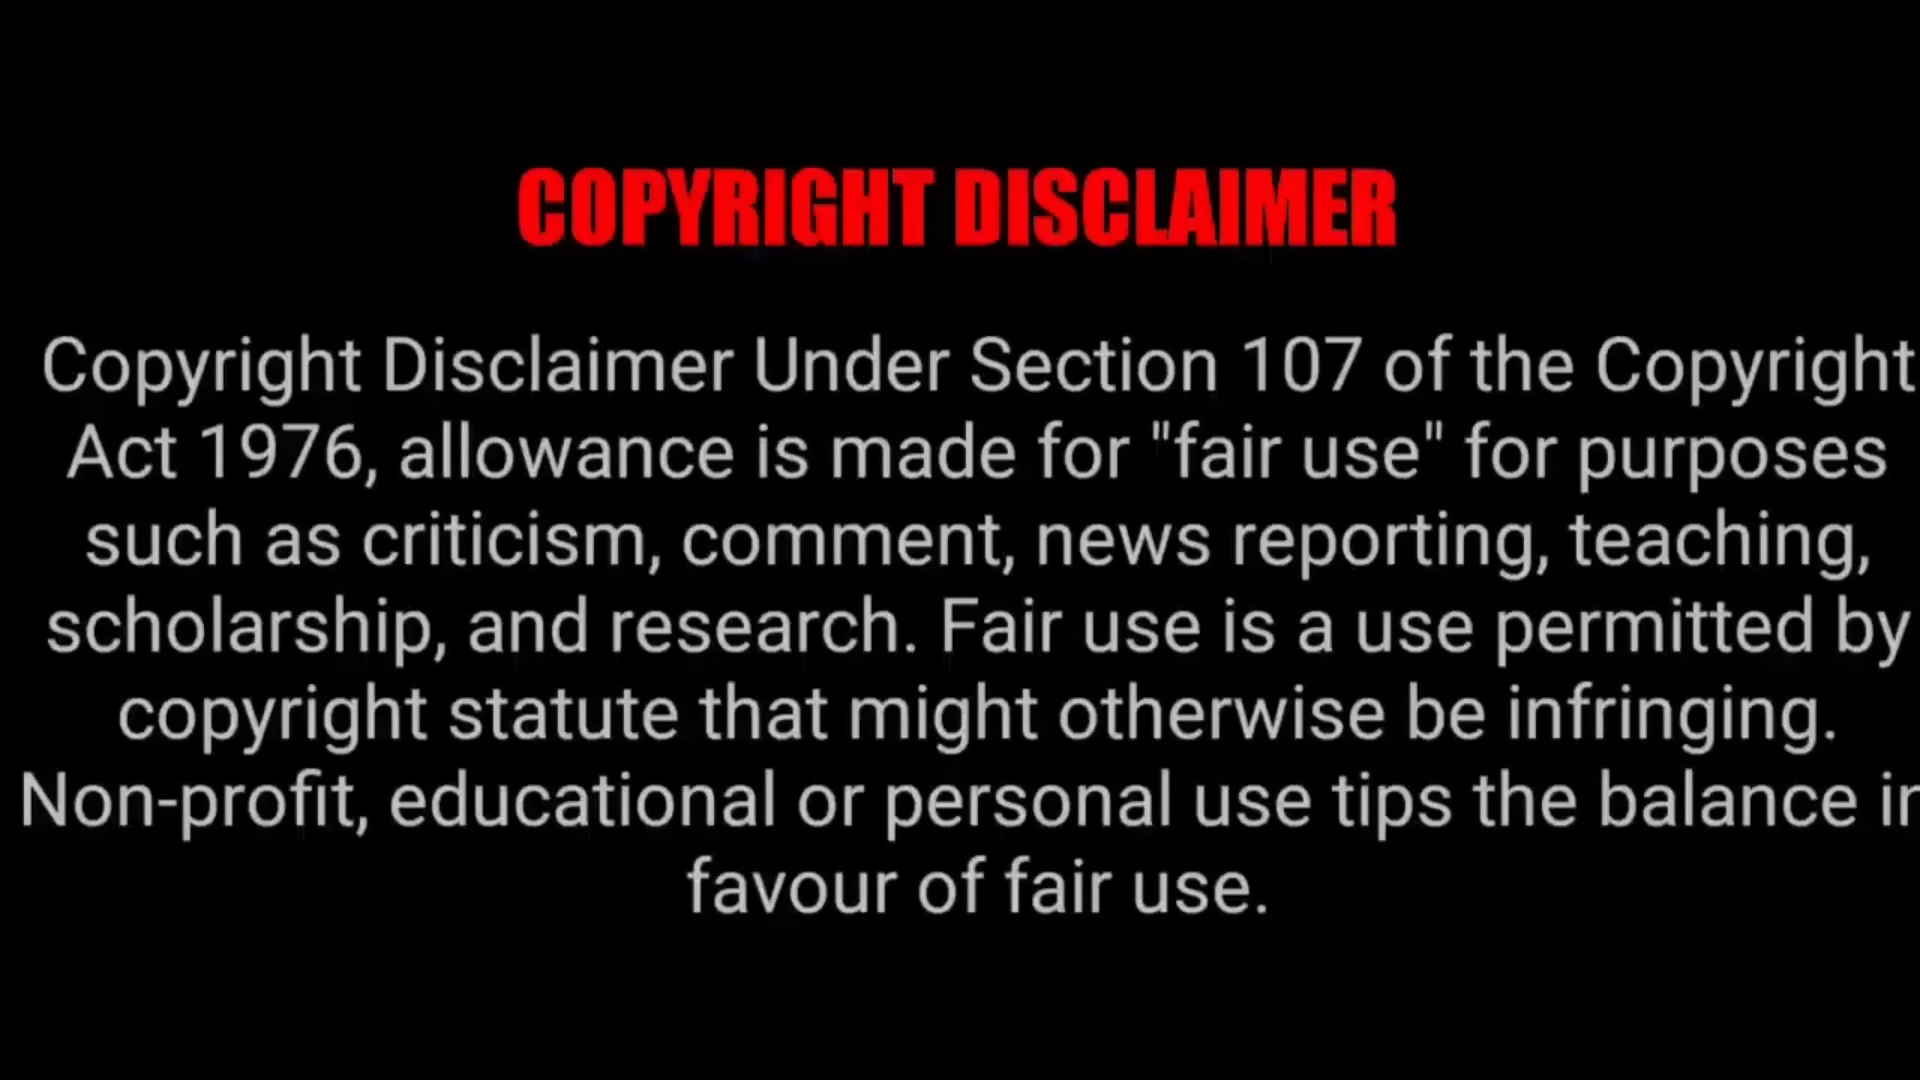 COPYRIGHT DISCLAIMER
Copyright Disclaimer Under Section 107 of the Copyright
Act 1976, allowance is made for "fair use" for purposes
such as criticism, comment, news reporting, teaching,
scholarship, and research. Fair use is a use permitted by
copyright statute that might otherwise be infringing.
Non-profit, educational or personal use tips the balance in
favour of fair use.